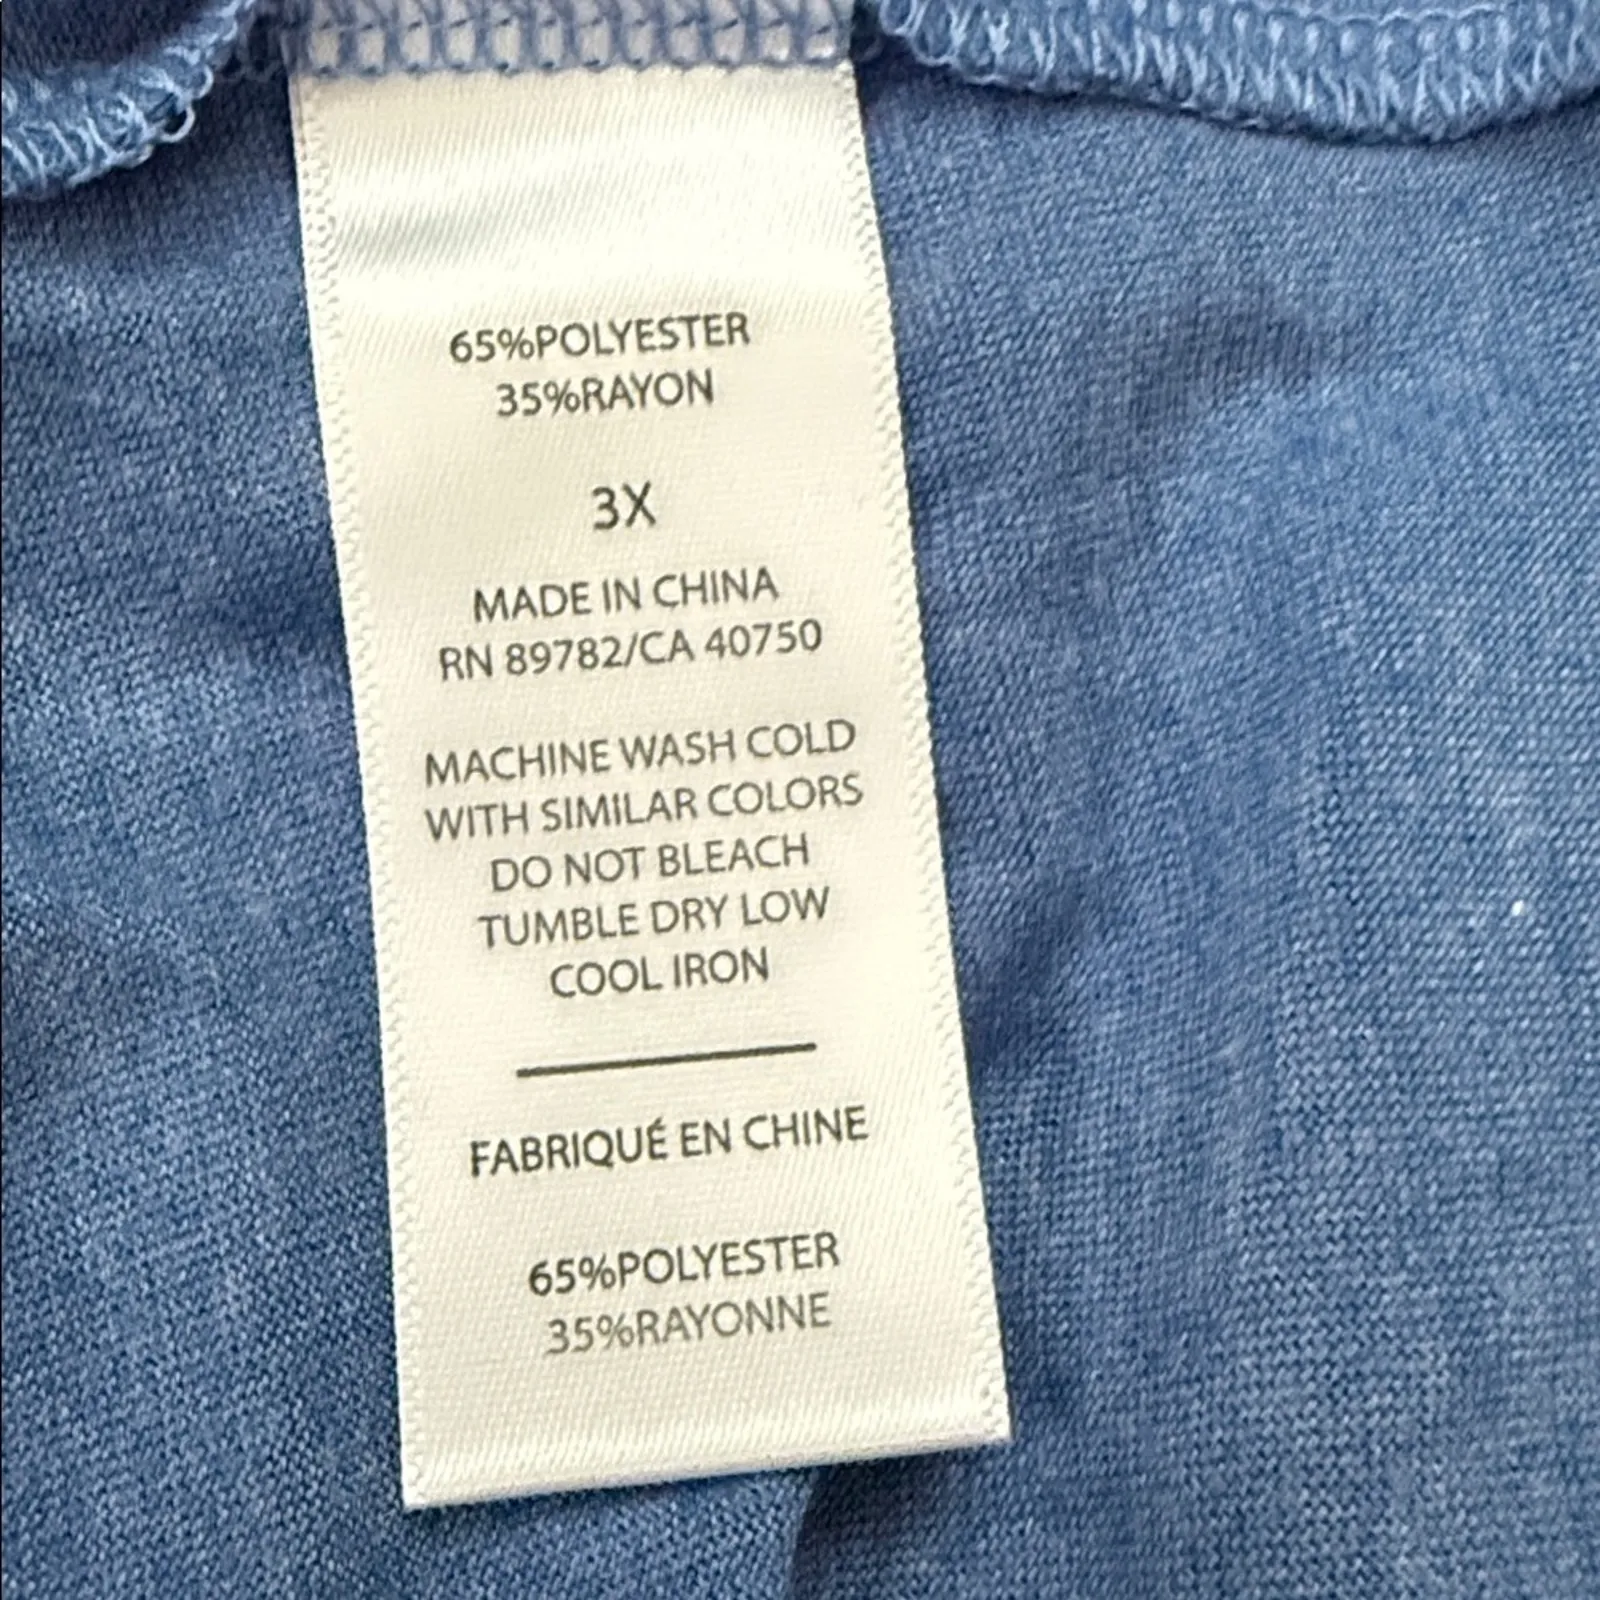 65%POLYESTER
35%RAYON
3X
MADE IN CHINA
RN 89782/CA 40750
MACHINE WASH COLD
WITH SIMILAR COLORS
DO NOT BLEACH
TUMBLE DRY LOW
COOL IRON
FABRIQUÉ EN CHINE
65%POLYESTER
35%RAYONNE